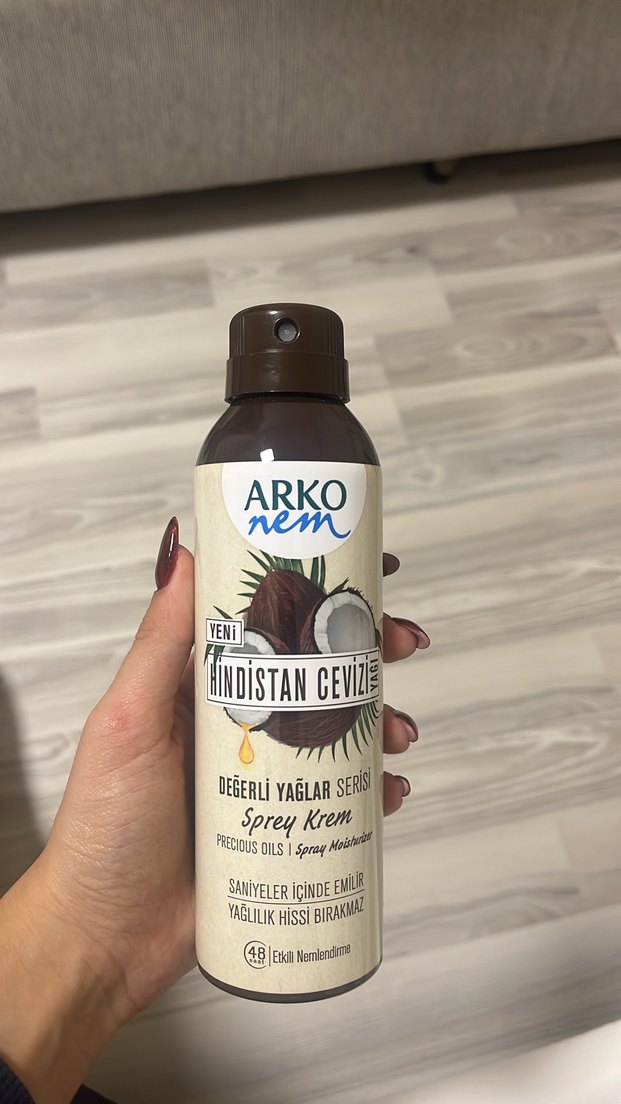 ARKO
nem
YENİ
HİNDİSTAN CEVİZİ
YAĞI
DEĞERLİ YAĞLAR SERİSİ
Sprey Krem
PRECIOUS OILS | Spray Moisturizer
SANİYELER İÇİNDE EMİLİR
YAĞLILIK HİSSİ BIRAKMAZ
48 saat | Etkili Nemlendirme